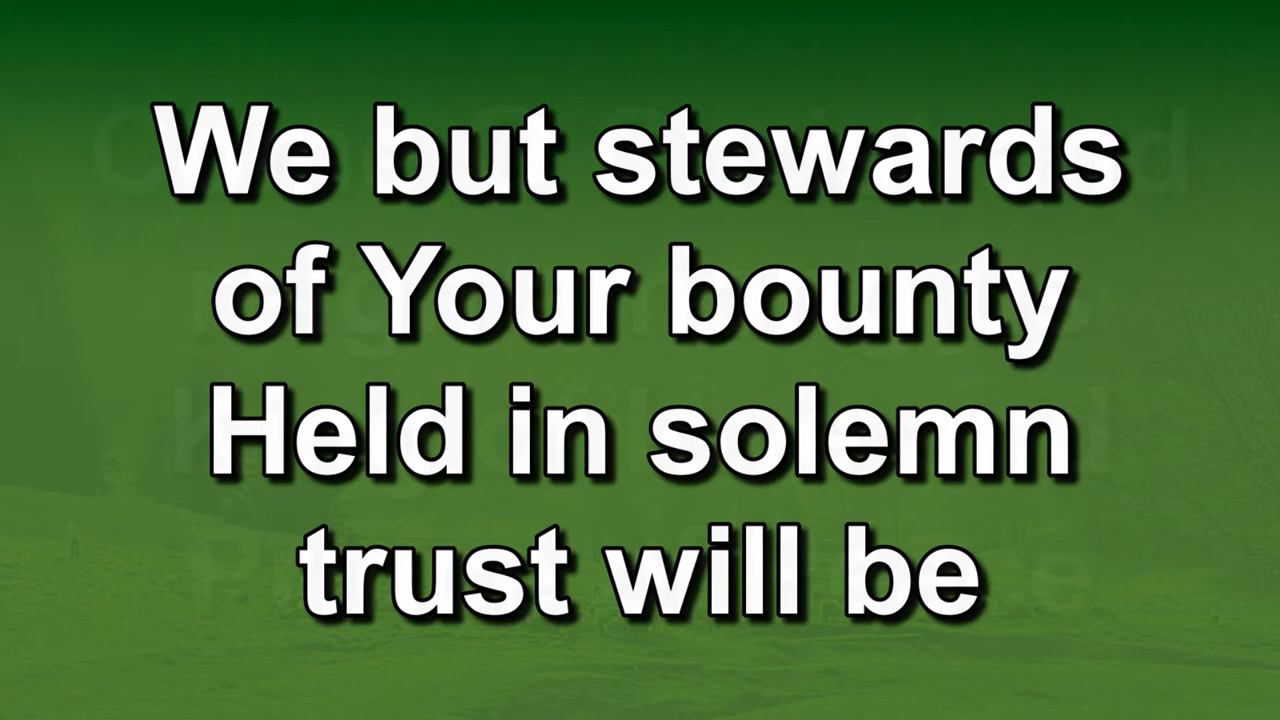 We but stewards
of Your bounty
Held in solemn
trust will be